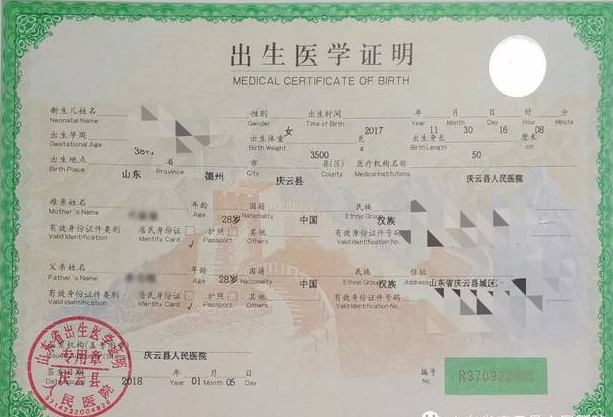 出生医学证明
MEDICAL CERTIFICATE OF BIRTH
新生儿姓名 性别 女 出生时间 2017 年 11 月 30 日 16 时 08 分
Neonatal Name Gender Time of Birth Year Month Day Hour Minute
出生孕周 出生体重 3500 克 出生身长 50 厘米
Gestational Age Birth Weight g Birth Length cm
出生地点 山东 省 德州 市 庆云县 县(区) 医疗机构名称 庆云县人民医院
Birth Place Province City County Medical Institutions
母亲姓名 年龄 28岁 国籍 中国 民族 汉族
Mother's Name Age Nationality Ethnic Group
有效身份证件类别 居民身份证 ✓ 护照 其他 有效身份证件号码
Valid Identification Identity Card Passport Others Valid Identification No.
父亲姓名 年龄 28岁 国籍 中国 民族 汉族 住址 山东省庆云县城区
Father's Name Age Nationality Ethnic Group Address
有效身份证件类别 居民身份证 ✓ 护照 其他 有效身份证件号码
Valid Identification Identity Card Passport Others Valid Identification No.
庆云县人民医院
2018 年 01 月 05 日
Year Month Day
编号 R370922
No.
山东省出生医学证明
专用章
庆云县
人民医院